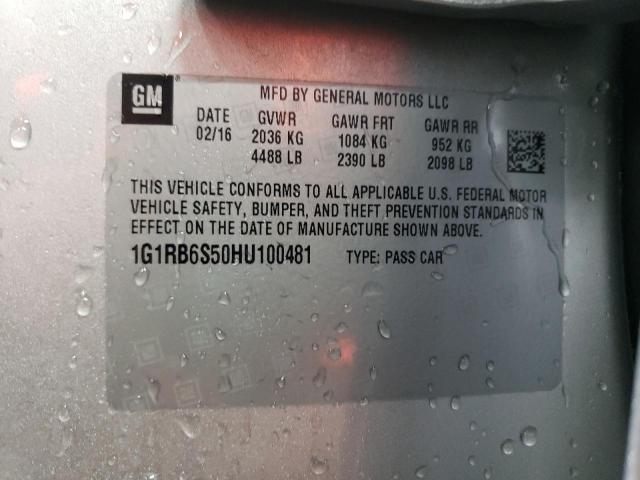 GM
MFD BY GENERAL MOTORS LLC
DATE GVWR GAWR FRT GAWR RR
02/16 2036 KG 1084 KG 952 KG
4488 LB 2390 LB 2098 LB
THIS VEHICLE CONFORMS TO ALL APPLICABLE U.S. FEDERAL MOTOR
VEHICLE SAFETY, BUMPER, AND THEFT PREVENTION STANDARDS IN
EFFECT ON THE DATE OF MANUFACTURE SHOWN ABOVE.
1G1RB6S50HU100481 TYPE: PASS CAR